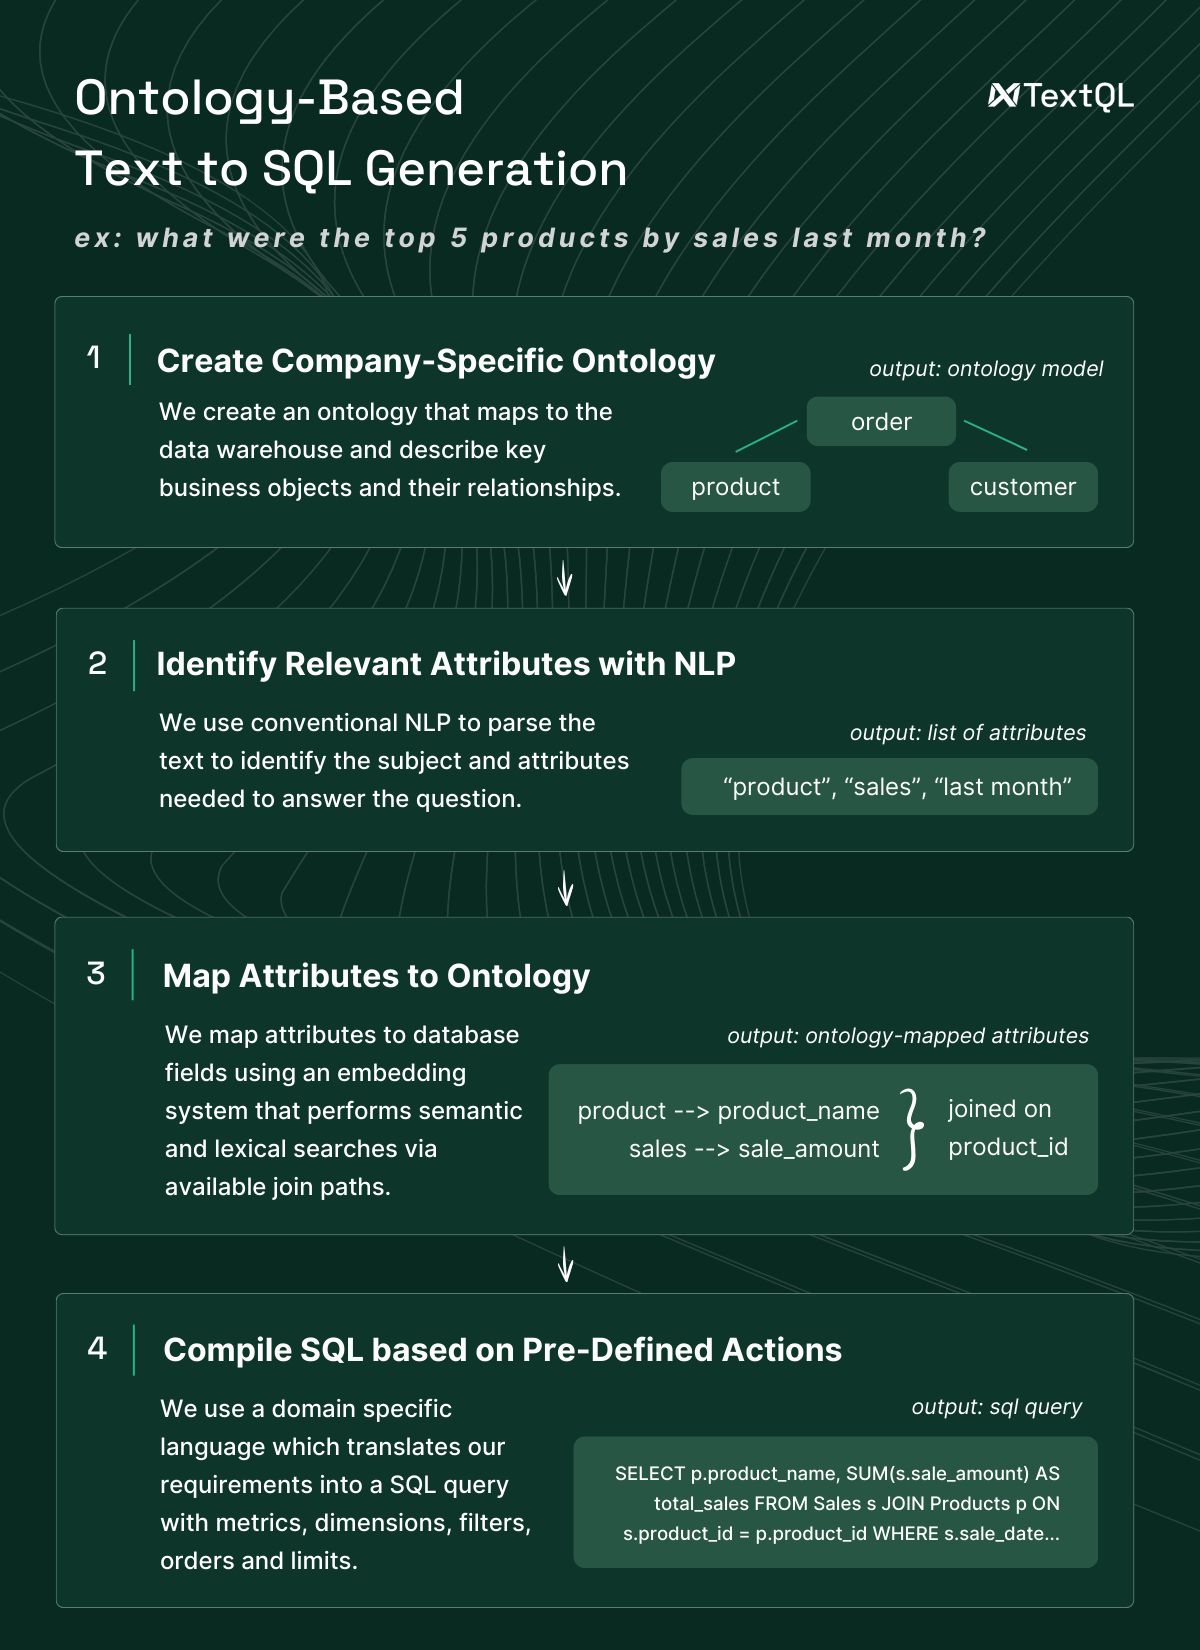 Ontology-Based
TextQL
Text to SQL Generation
ex: what were the top 5 products by sales last month?
1
Create Company-Specific Ontology
We create an ontology that maps to the
data warehouse and describe key
business objects and their relationships.
output: ontology model
order
product
customer
2
Identify Relevant Attributes with NLP
We use conventional NLP to parse the
text to identify the subject and attributes
needed to answer the question.
output: list of attributes
“product”, “sales”, “last month”
3
Map Attributes to Ontology
We map attributes to database
fields using an embedding
system that performs semantic
and lexical searches via
available join paths.
output: ontology-mapped attributes
product --> product_name
sales --> sale_amount
}
joined on
product_id
4
Compile SQL based on Pre-Defined Actions
We use a domain specific
language which translates our
requirements into a SQL query
with metrics, dimensions, filters,
orders and limits.
output: sql query
SELECT p.product_name, SUM(s.sale_amount) AS
total_sales FROM Sales s JOIN Products p ON
s.product_id = p.product_id WHERE s.sale_date...